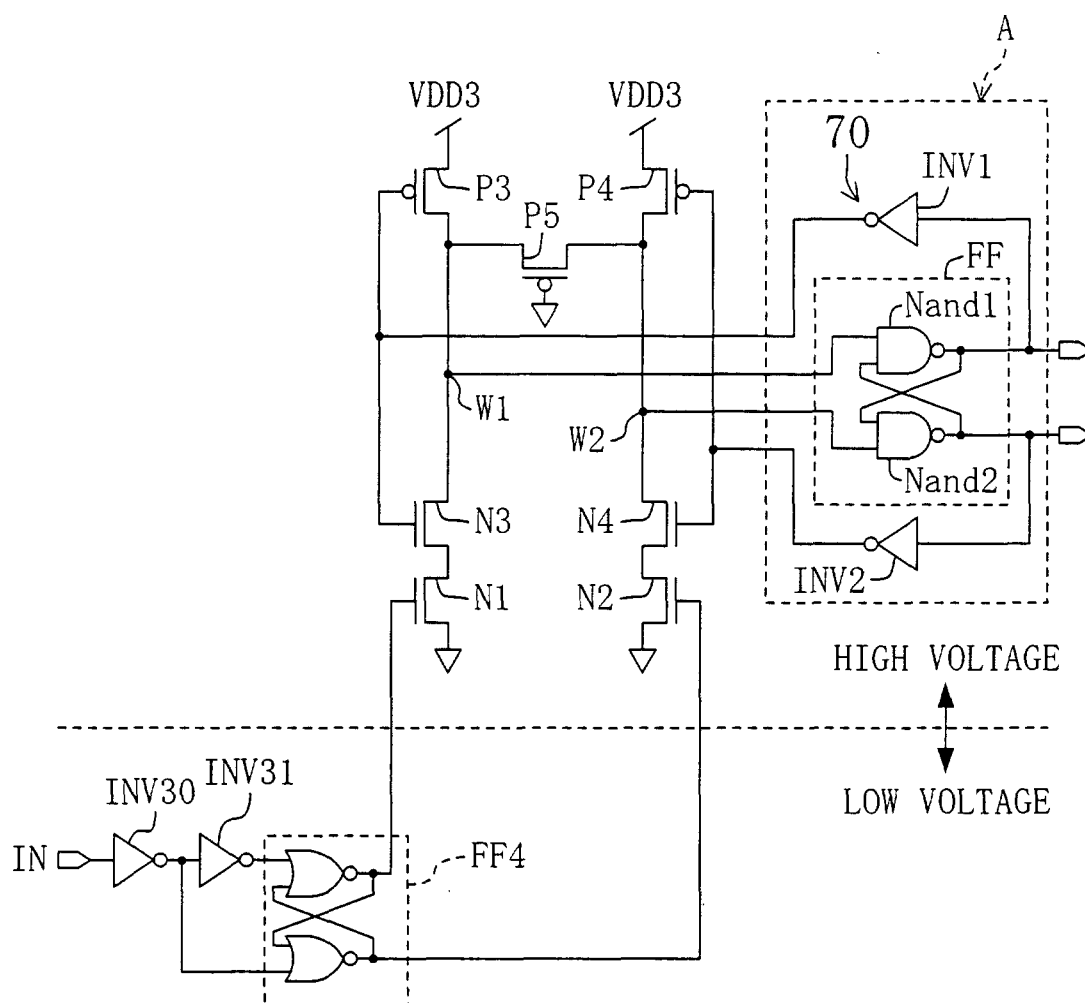 A
VDD3
VDD3
70
INV1
P3
P4
P5
FF
Nand1
W1
W2
Nand2
N3
N4
INV2
N1
N2
HIGH VOLTAGE
LOW VOLTAGE
INV30
INV31
IN
FF4